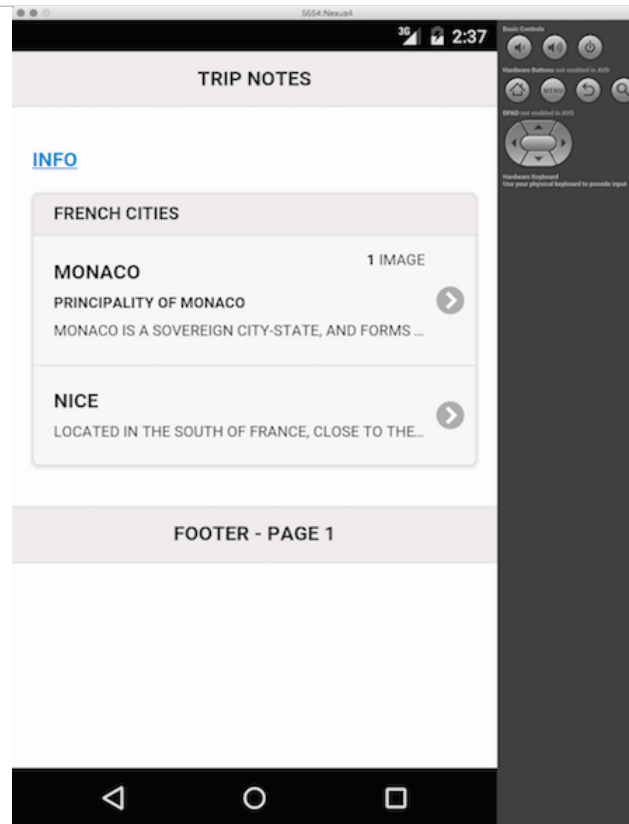 5554:Nexus4
3G 2:37
TRIP NOTES
INFO
FRENCH CITIES
1 IMAGE
MONACO
PRINCIPALITY OF MONACO
MONACO IS A SOVEREIGN CITY-STATE, AND FORMS ...
NICE
LOCATED IN THE SOUTH OF FRANCE, CLOSE TO THE...
FOOTER - PAGE 1
Basic Controls
Hardware Buttons not enabled in AVD
MENU
DPAD not enabled in AVD
Hardware Keyboard
Use your physical keyboard to provide input